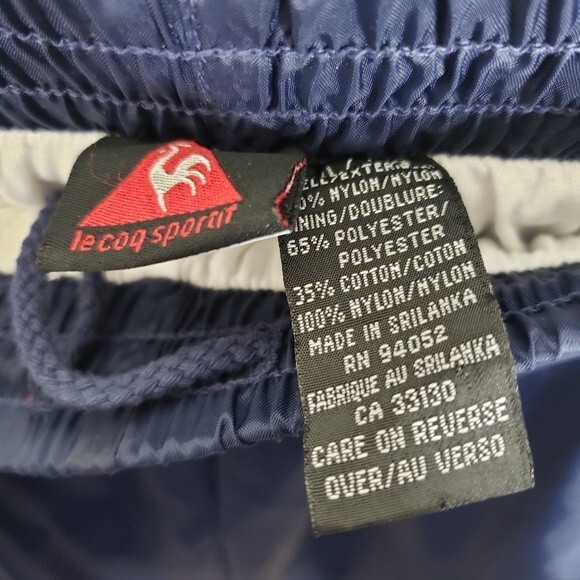 le coq sportif
NYLON/NYLON
LINING/DOUBLURE:
65% POLYESTER/
POLYESTER
35% COTTON/COTON
100% NYLON/NYLON
MADE IN SRILANKA
RN 94052
FABRIQUE AU SRILANKA
CA 33130
CARE ON REVERSE
OVER/AU VERSO